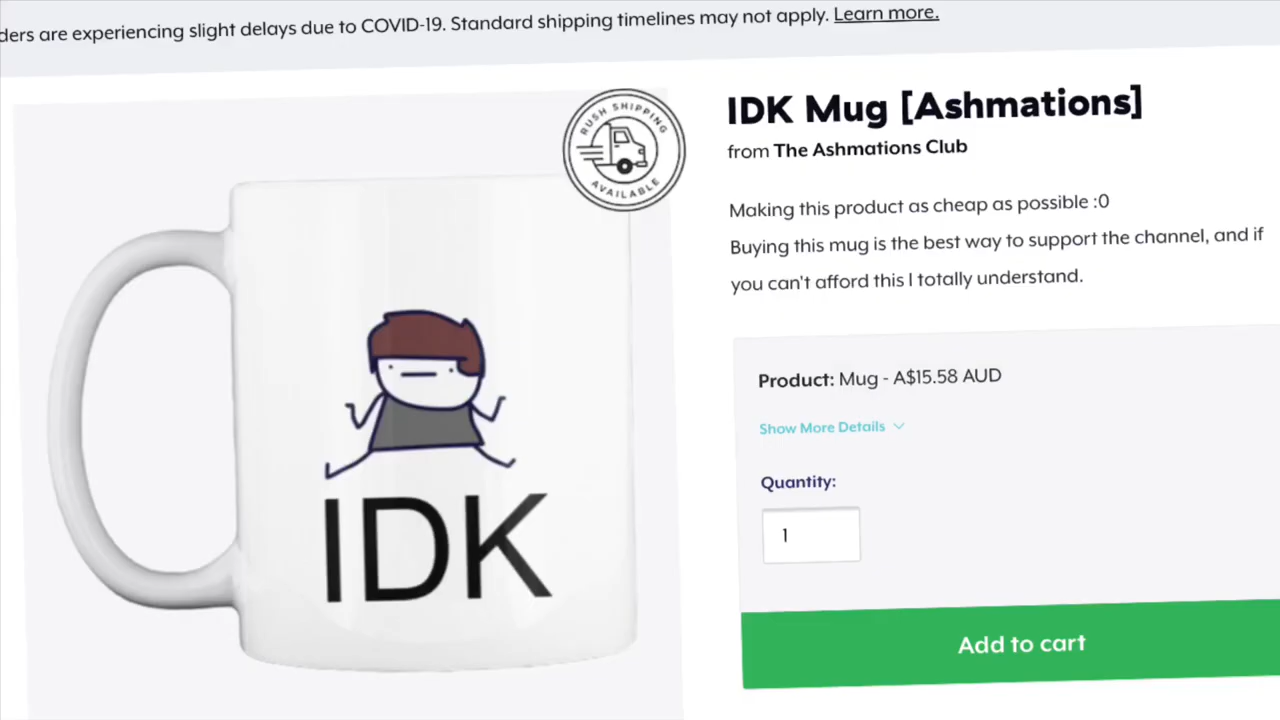 ders are experiencing slight delays due to COVID-19. Standard shipping timelines may not apply. Learn more.
RUSH SHIPPING
AVAILABLE
IDK Mug [Ashmations]
from The Ashmations Club
Making this product as cheap as possible :0
Buying this mug is the best way to support the channel, and if
you can't afford this I totally understand.
Product: Mug - A$15.58 AUD
Show More Details
Quantity:
1
Add to cart
IDK